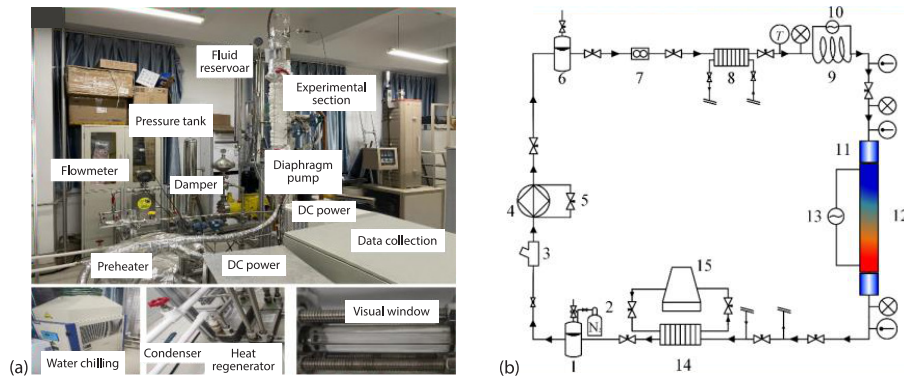 Fluid
reservoar
Experimental
section
Pressure tank
Flowmeter
Damper
Diaphragm
pump
DC power
Data collection
Preheater
DC power
Water chilling
Condenser
Heat
regenerator
Visual window
(a)
10
T
6
7
8
9
11
4
5
13
12
3
15
2
N
1
14
(b)